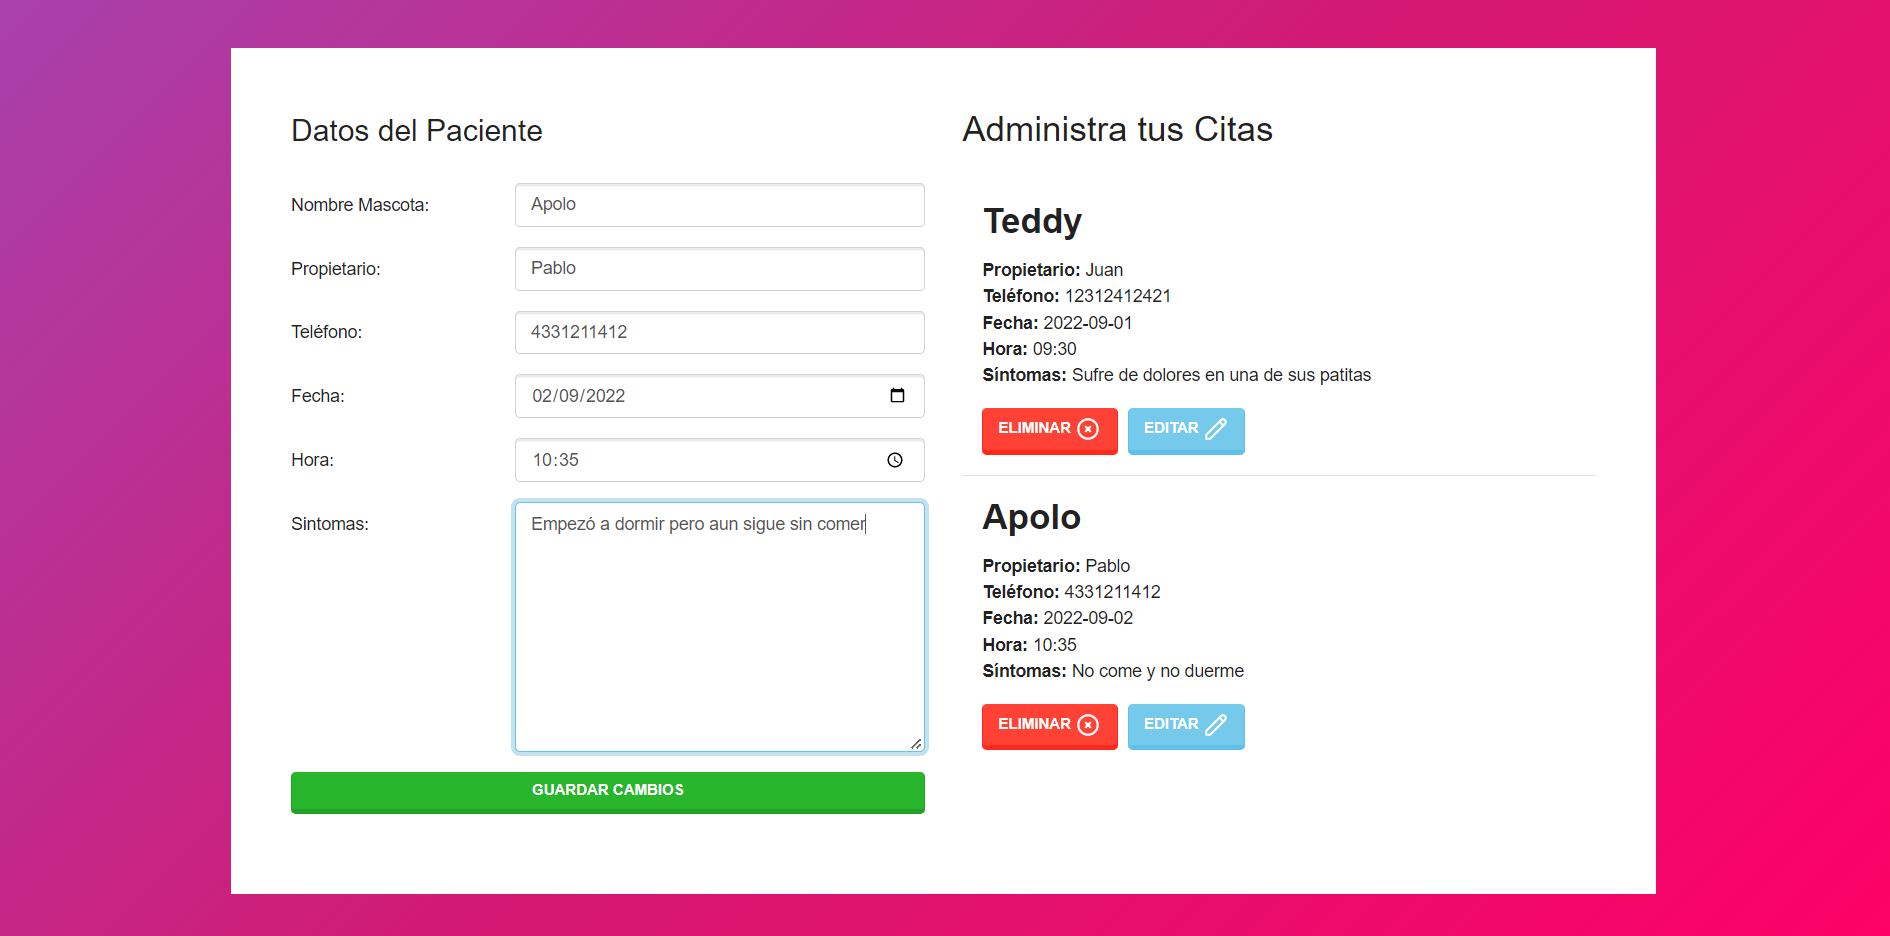 Datos del Paciente
Nombre Mascota: Apolo
Propietario: Pablo
Teléfono: 4331211412
Fecha: 02/09/2022
Hora: 10:35
Sintomas: Empezó a dormir pero aun sigue sin comer
GUARDAR CAMBIOS
Administra tus Citas
Teddy
Propietario: Juan
Teléfono: 12312412421
Fecha: 2022-09-01
Hora: 09:30
Síntomas: Sufre de dolores en una de sus patitas
ELIMINAR EDITAR
Apolo
Propietario: Pablo
Teléfono: 4331211412
Fecha: 2022-09-02
Hora: 10:35
Síntomas: No come y no duerme
ELIMINAR EDITAR